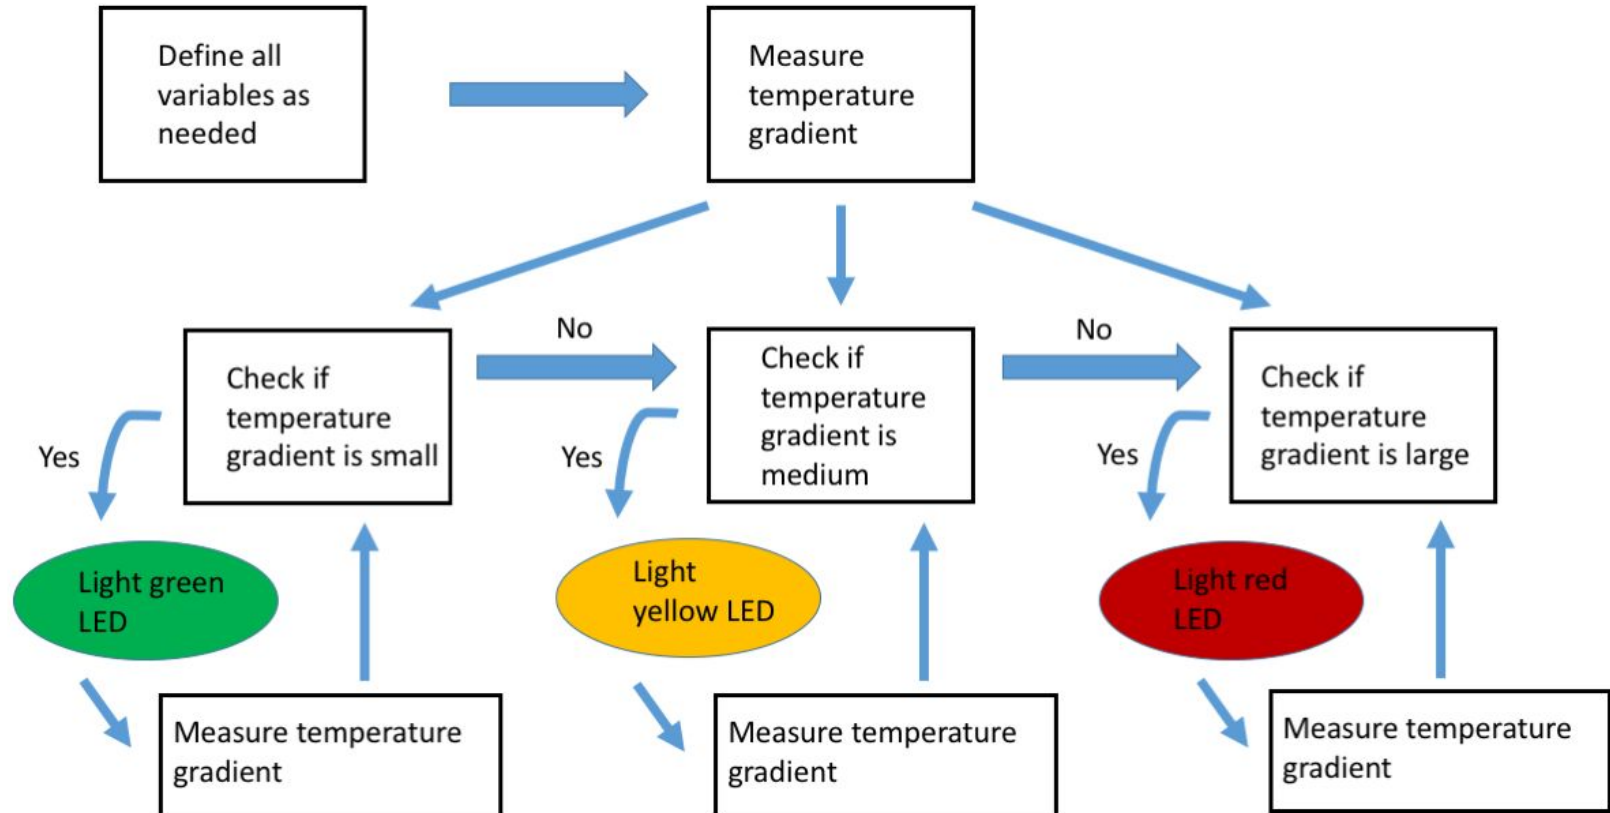 Define all
variables as
needed
Measure
temperature
gradient
No
No
Check if
temperature
gradient is small
Check if
temperature
gradient is
medium
Check if
temperature
gradient is large
Yes
Yes
Yes
Light green
LED
Light
yellow LED
Light red
LED
Measure temperature
gradient
Measure temperature
gradient
Measure temperature
gradient